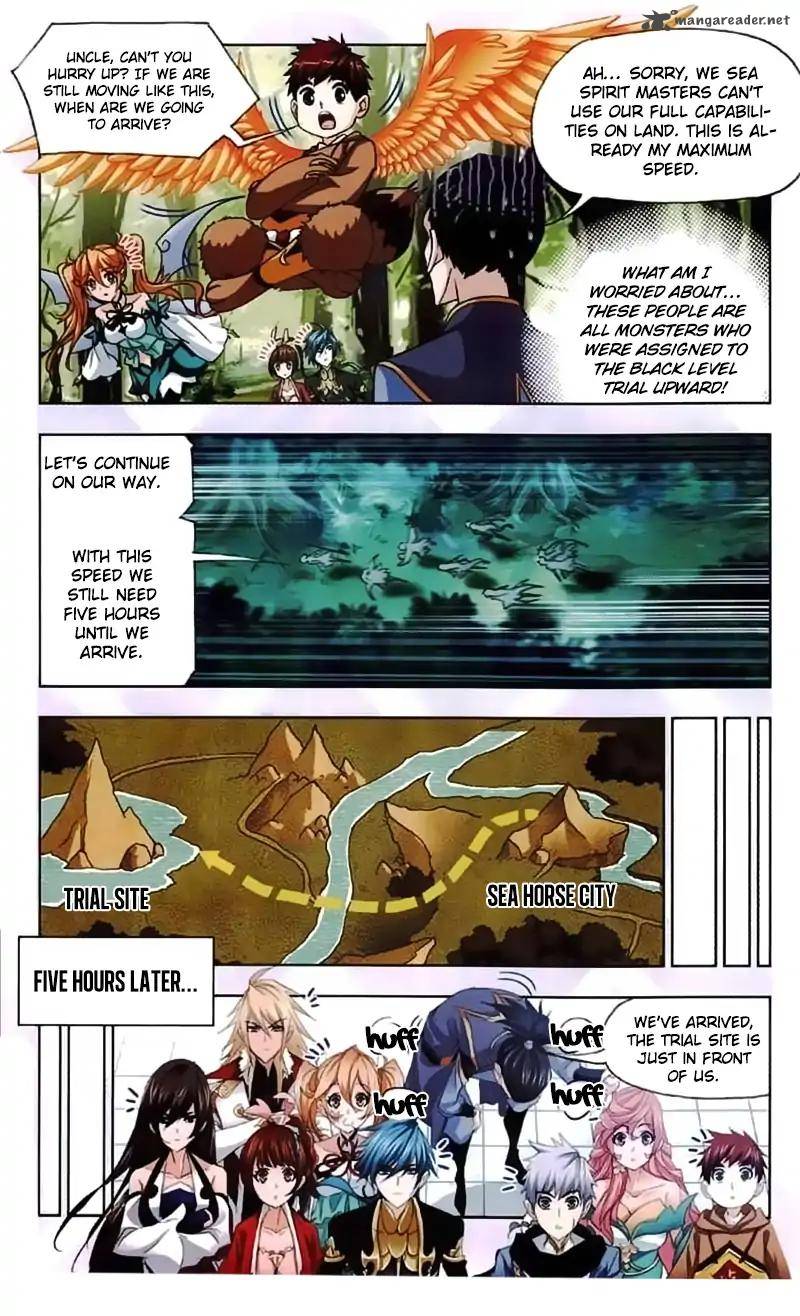 mangareader.net
UNCLE, CAN'T YOU
HURRY UP? IF WE ARE
STILL MOVING LIKE THIS,
WHEN ARE WE GOING
TO ARRIVE?
AH... SORRY, WE SEA
SPIRIT MASTERS CAN'T
USE OUR FULL CAPABILI-
TIES ON LAND. THIS IS AL-
READY MY MAXIMUM
SPEED.
WHAT AM I
WORRIED ABOUT...
THESE PEOPLE ARE
ALL MONSTERS WHO
WERE ASSIGNED TO
THE BLACK LEVEL
TRIAL UPWARD!
LET'S CONTINUE
ON OUR WAY.
WITH THIS
SPEED WE
STILL NEED
FIVE HOURS
UNTIL WE
ARRIVE.
TRIAL SITE
SEA HORSE CITY
FIVE HOURS LATER...
huff
huff
huff
huff
WE'VE ARRIVED,
THE TRIAL SITE IS
JUST IN FRONT
OF US.